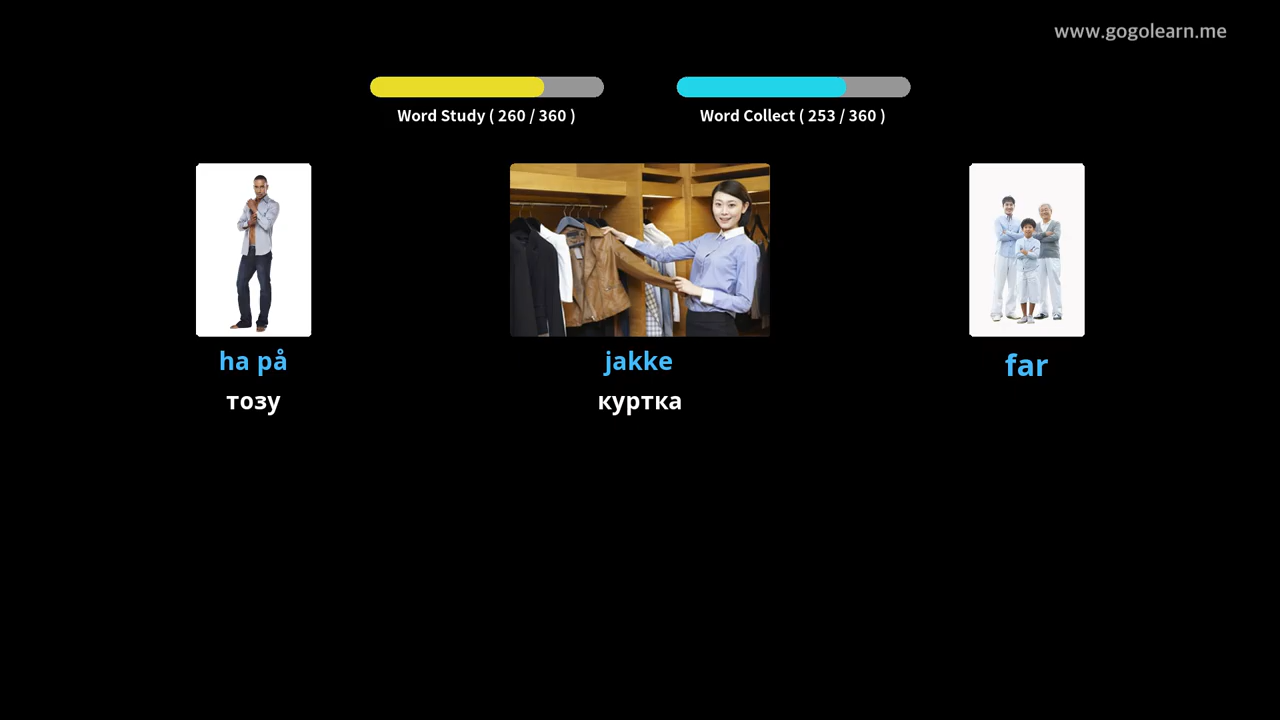 www.gogolearn.me
Word Study ( 260 / 360 )
Word Collect ( 253 / 360 )
ha på
jakke
far
тозу
куртка